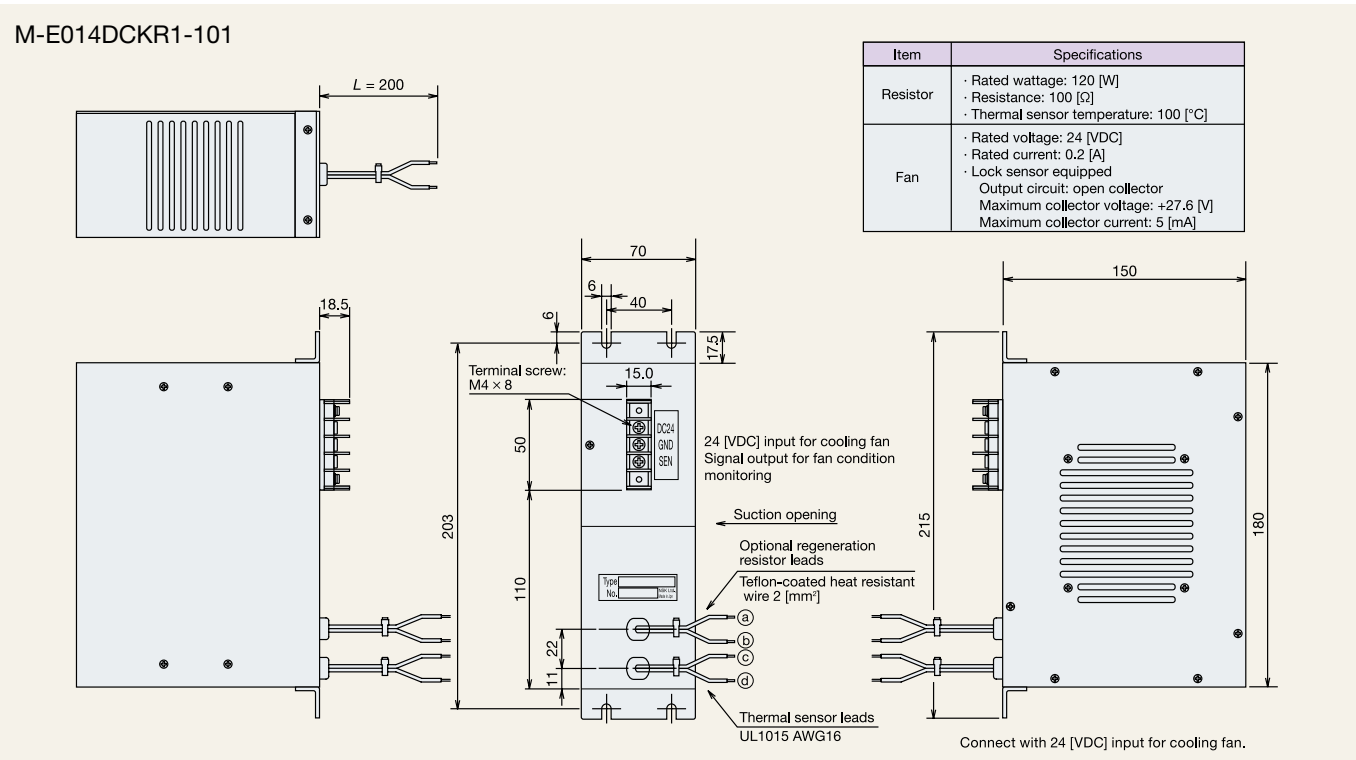 M-E014DCKR1-101
L = 200
Item Specifications
Resistor
· Rated wattage: 120 [W]
· Resistance: 100 [Ω]
· Thermal sensor temperature: 100 [°C]
Fan
· Rated voltage: 24 [VDC]
· Rated current: 0.2 [A]
· Lock sensor equipped
Output circuit: open collector
Maximum collector voltage: +27.6 [V]
Maximum collector current: 5 [mA]
18.5
70
6
40
6
17.5
Terminal screw:
M4 × 8
15.0
50
DC24
GND
SEN
24 [VDC] input for cooling fan
Signal output for fan condition
monitoring
203
110
Suction opening
Optional regeneration
resistor leads
Teflon-coated heat resistant
wire 2 [mm²]
Type
No.
NSK Ltd.
a
b
c
d
22
11
Thermal sensor leads
UL1015 AWG16
150
215
180
Connect with 24 [VDC] input for cooling fan.